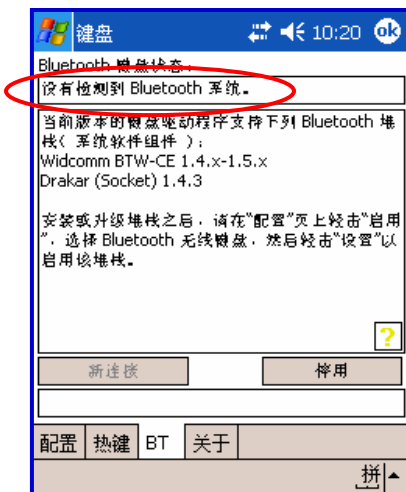 键盘 10:20 ok
Bluetooth 键盘状态:
没有检测到 Bluetooth 系统。
当前版本的键盘驱动程序支持下列 Bluetooth 堆
栈( 系统软件组件 ):
Widcomm BTW-CE 1.4.x-1.5.x
Drakar (Socket) 1.4.3
安装或升级堆栈之后，请在"配置"页上轻击"启用
"，选择 Bluetooth 无线键盘，然后轻击"设置"以
启用该堆栈。
?
新连接 停用
配置 热键 BT 关于
拼